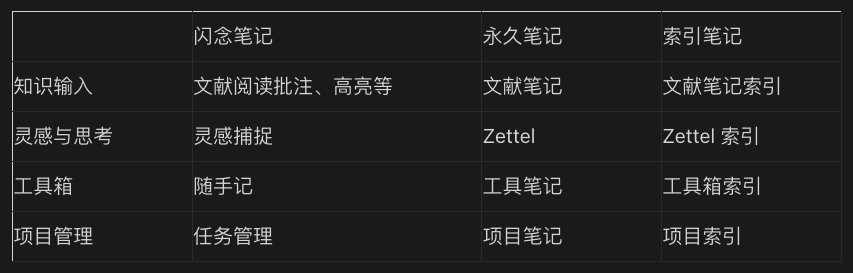 闪念笔记 永久笔记 索引笔记
知识输入 文献阅读批注、高亮等 文献笔记 文献笔记索引
灵感与思考 灵感捕捉 Zettel Zettel 索引
工具箱 随手记 工具笔记 工具箱索引
项目管理 任务管理 项目笔记 项目索引